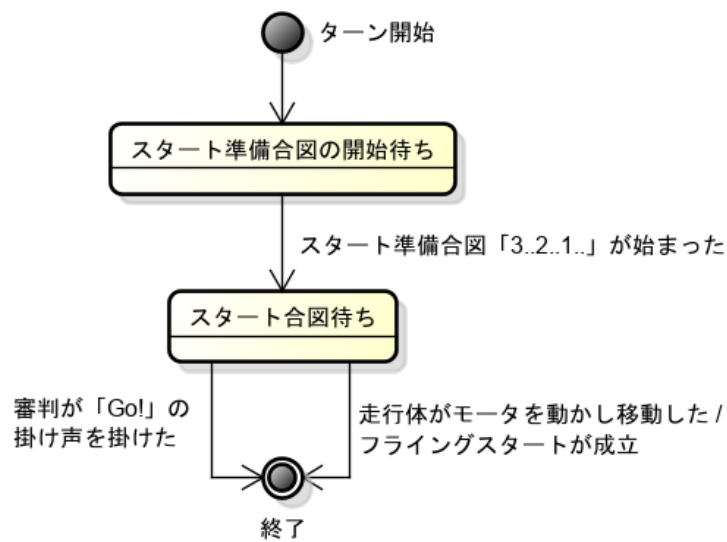 ターン開始
スタート準備合図の開始待ち
スタート準備合図「3..2..1..」が始まった
スタート合図待ち
審判が「Go!」の
掛け声を掛けた
走行体がモータを動かし移動した /
フライングスタートが成立
終了